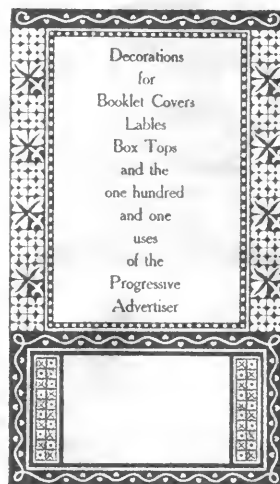 Decorations
for
Booklet Covers
Lables
Box Tops
and the
one hundred
and one
uses
of the
Progressive
Advertiser